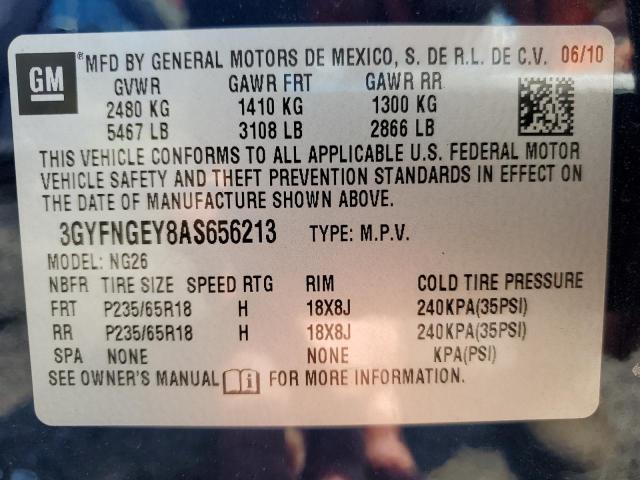 GM
MFD BY GENERAL MOTORS DE MEXICO, S. DE R.L. DE C.V. 06/10
GVWR GAWR FRT GAWR RR
2480 KG 1410 KG 1300 KG
5467 LB 3108 LB 2866 LB
THIS VEHICLE CONFORMS TO ALL APPLICABLE U.S. FEDERAL MOTOR
VEHICLE SAFETY AND THEFT PREVENTION STANDARDS IN EFFECT ON
THE DATE OF MANUFACTURE SHOWN ABOVE.
3GYFNGEY8AS656213 TYPE: M.P.V.
MODEL: NG26
NBFR TIRE SIZE SPEED RTG RIM COLD TIRE PRESSURE
FRT P235/65R18 H 18X8J 240KPA(35PSI)
RR P235/65R18 H 18X8J 240KPA(35PSI)
SPA NONE NONE KPA(PSI)
SEE OWNER'S MANUAL i FOR MORE INFORMATION.